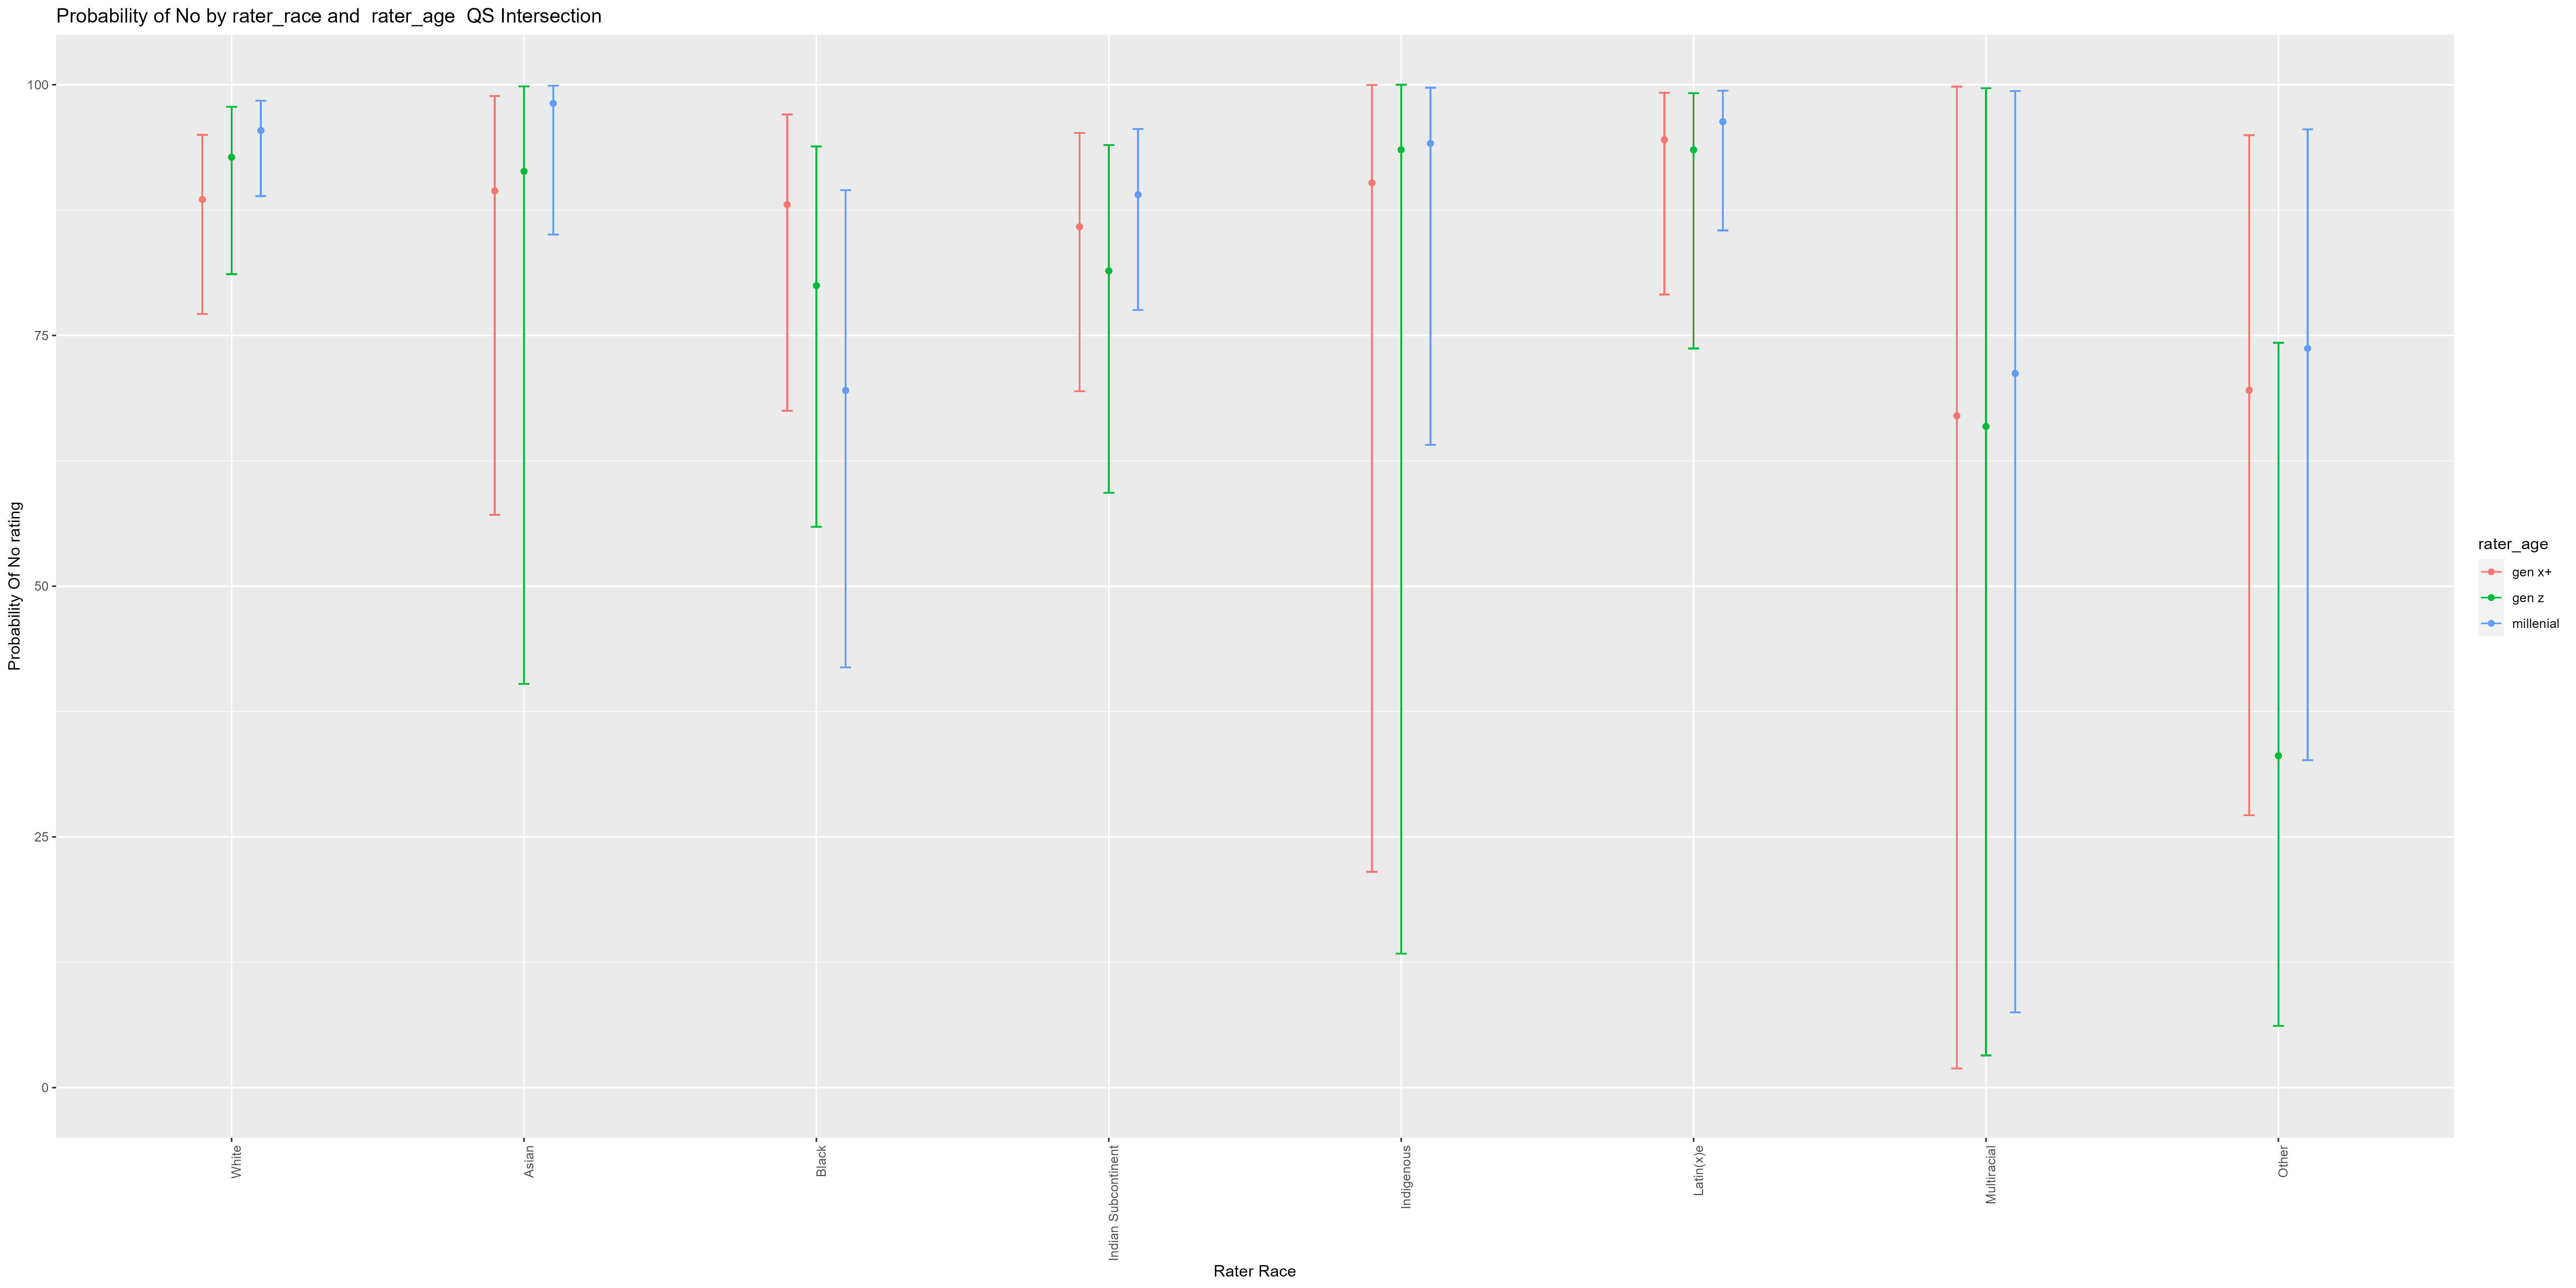 Probability of No by rater_race and  rater_age  QS Intersection
Probability Of No rating
100
75
50
25
0
White
Asian
Black
Indian Subcontinent
Indigenous
Latin(x)e
Multiracial
Other
Rater Race
rater_age
gen x+
gen z
millenial